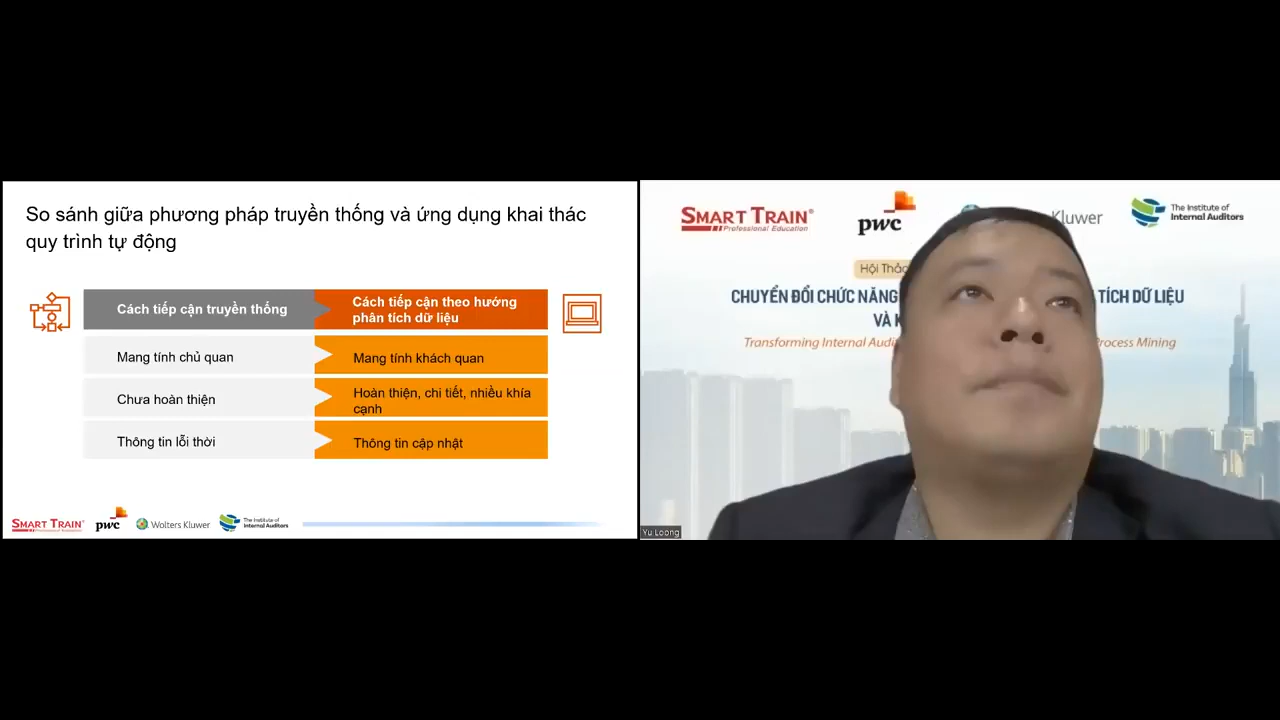 So sánh giữa phương pháp truyền thống và ứng dụng khai thác
quy trình tự động
Cách tiếp cận truyền thống
Cách tiếp cận theo hướng
phân tích dữ liệu
Mang tính chủ quan
Mang tính khách quan
Chưa hoàn thiện
Hoàn thiện, chi tiết, nhiều khía
cạnh
Thông tin lỗi thời
Thông tin cập nhật
SMART TRAIN
Professional Education
pwc
Wolters Kluwer
The Institute of
Internal Auditors
SMART TRAIN
Professional Education
pwc
Kluwer
The Institute of
Internal Auditors
Hội Thảo
CHUYỂN ĐỔI CHỨC NĂNG TÍCH DỮ LIỆU
VÀ
Transforming Internal Audi rocess Mining
Yu Loong